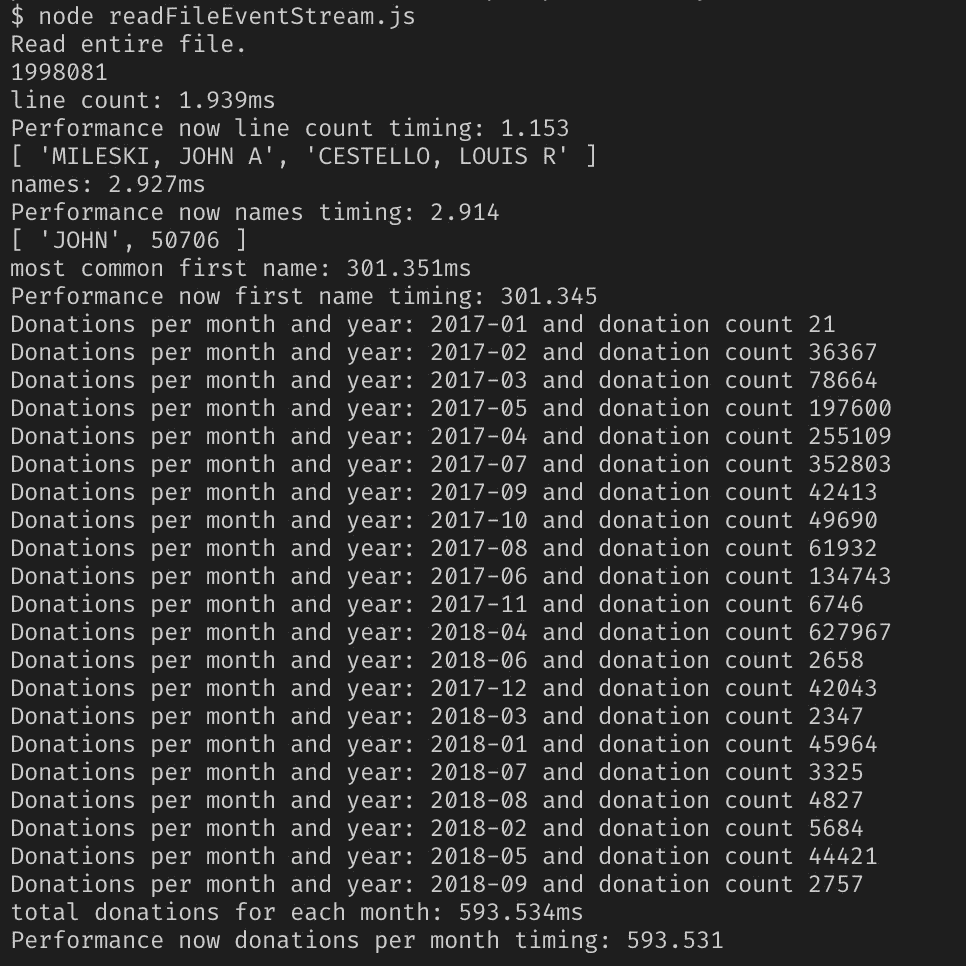 $ node readFileEventStream.js
Read entire file.
1998081
line count: 1.939ms
Performance now line count timing: 1.153
[ 'MILESKI, JOHN A', 'CESTELLO, LOUIS R' ]
names: 2.927ms
Performance now names timing: 2.914
[ 'JOHN', 50706 ]
most common first name: 301.351ms
Performance now first name timing: 301.345
Donations per month and year: 2017-01 and donation count 21
Donations per month and year: 2017-02 and donation count 36367
Donations per month and year: 2017-03 and donation count 78664
Donations per month and year: 2017-05 and donation count 197600
Donations per month and year: 2017-04 and donation count 255109
Donations per month and year: 2017-07 and donation count 352803
Donations per month and year: 2017-09 and donation count 42413
Donations per month and year: 2017-10 and donation count 49690
Donations per month and year: 2017-08 and donation count 61932
Donations per month and year: 2017-06 and donation count 134743
Donations per month and year: 2017-11 and donation count 6746
Donations per month and year: 2018-04 and donation count 627967
Donations per month and year: 2018-06 and donation count 2658
Donations per month and year: 2017-12 and donation count 42043
Donations per month and year: 2018-03 and donation count 2347
Donations per month and year: 2018-01 and donation count 45964
Donations per month and year: 2018-07 and donation count 3325
Donations per month and year: 2018-08 and donation count 4827
Donations per month and year: 2018-02 and donation count 5684
Donations per month and year: 2018-05 and donation count 44421
Donations per month and year: 2018-09 and donation count 2757
total donations for each month: 593.534ms
Performance now donations per month timing: 593.531